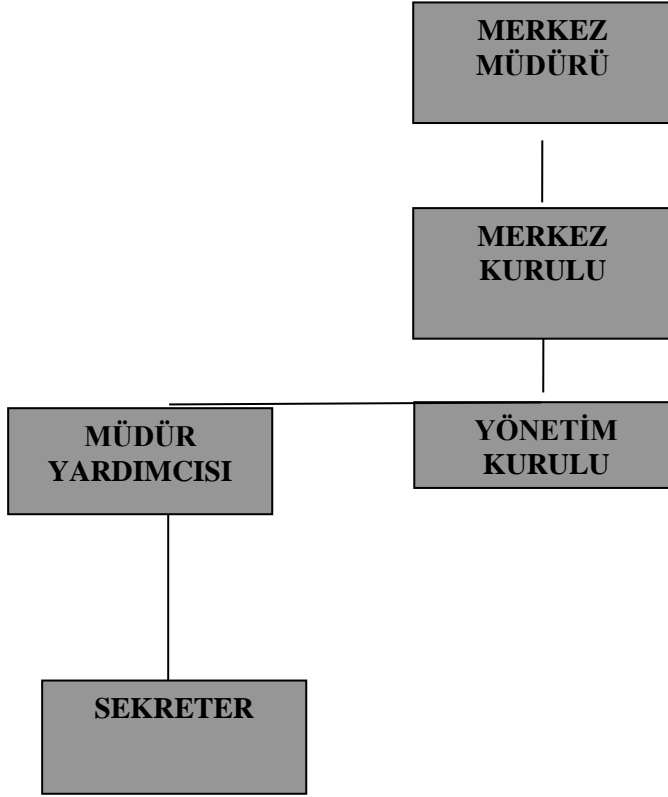 MERKEZ
MÜDÜRÜ
MERKEZ
KURULU
MÜDÜR
YARDIMCISI
YÖNETİM
KURULU
SEKRETER